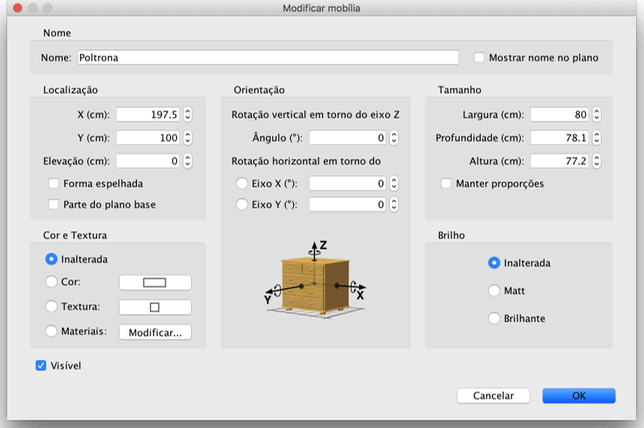 Modificar mobília
Nome
Nome: Poltrona
Mostrar nome no plano
Localização
X (cm): 197.5
Y (cm): 100
Elevação (cm): 0
Forma espelhada
Parte do plano base
Orientação
Rotação vertical em torno do eixo Z
Ângulo (°): 0
Rotação horizontal em torno do
Eixo X (°): 0
Eixo Y (°): 0
Z
Y
X
Tamanho
Largura (cm): 80
Profundidade (cm): 78.1
Altura (cm): 77.2
Manter proporções
Cor e Textura
Inalterada
Cor:
Textura:
Materiais: Modificar...
Brilho
Inalterada
Matt
Brilhante
Visível
Cancelar
OK